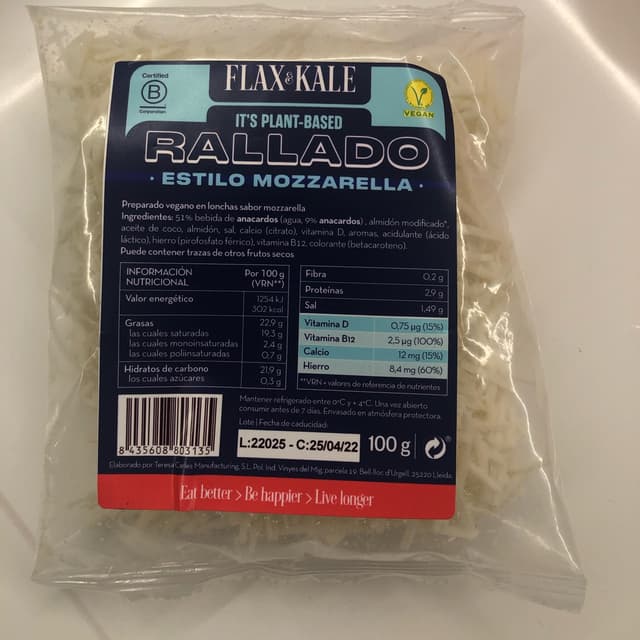 Certified
B
Corporation
FLAX & KALE
V
VEGAN
IT'S PLANT-BASED
RALLADO
· ESTILO MOZZARELLA ·
Preparado vegano en lonchas sabor mozzarella
Ingredientes: 51% bebida de anacardos (agua, 9% anacardos), almidón modificado*,
aceite de coco, almidón, sal, calcio (citrato), vitamina D, aromas, acidulante (ácido
láctico), hierro (pirofosfato férrico), vitamina B12, colorante (betacaroteno).
Puede contener trazas de otros frutos secos
INFORMACIÓN NUTRICIONAL Por 100 g (VRN**)
Valor energético 1254 kJ
302 kcal
Grasas 22,9 g
las cuales saturadas 19,3 g
las cuales monoinsaturadas 2,4 g
las cuales poliinsaturadas 0,7 g
Hidratos de carbono 21,9 g
los cuales azúcares 0,3 g
Fibra 0,2 g
Proteínas 2,9 g
Sal 1,49 g
Vitamina D 0,75 µg (15%)
Vitamina B12 2,5 µg (100%)
Calcio 12 mg (15%)
Hierro 8,4 mg (60%)
**VRN = valores de referencia de nutrientes
Mantener refrigerado entre 0ºC y + 4ºC. Una vez abierto
consumir antes de 7 días. Envasado en atmósfera protectora.
Lote | Fecha de caducidad:
L:22025 - C:25/04/22
100 g
8 435608 803135
Elaborado por Teresa Carles Manufacturing, S.L. Pol. Ind. Vinyes del Mig, parcela 19. Bell-lloc d'Urgell. 25220 Lleida.
Eat better > Be happier > Live longer